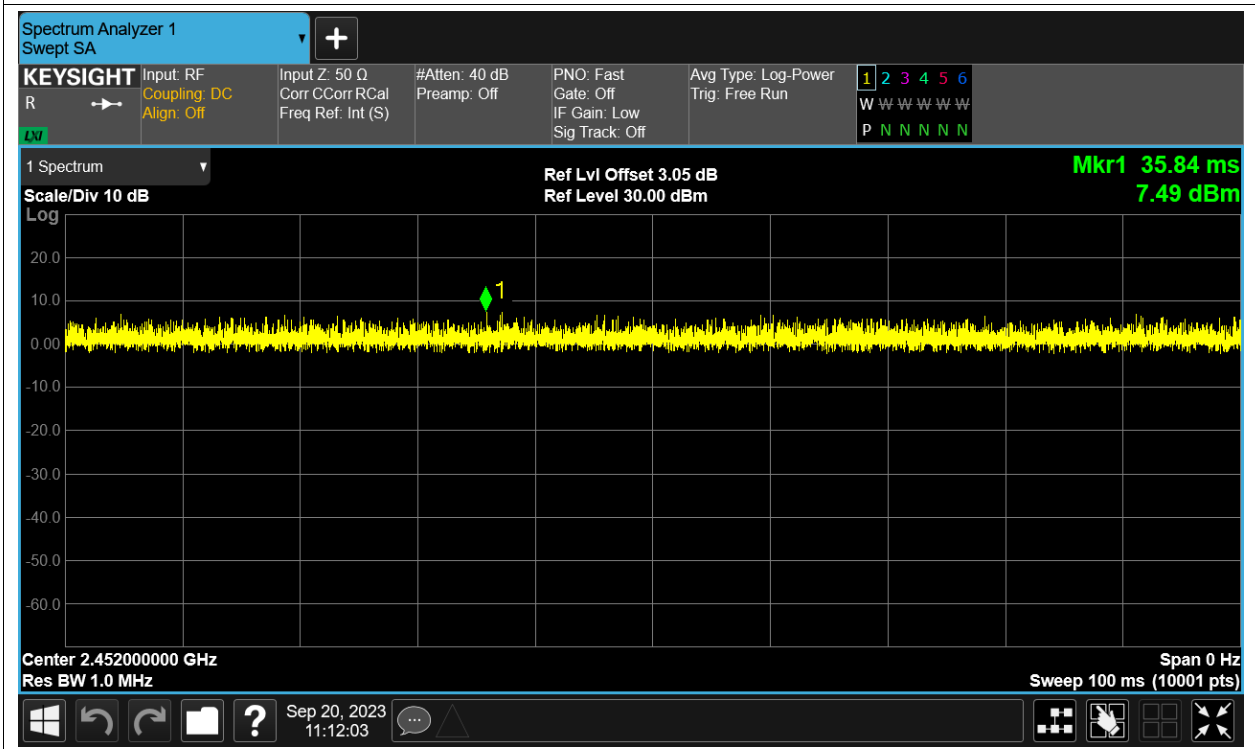 Spectrum Analyzer 1
Swept SA
KEYSIGHT
R
LXI
Input: RF
Coupling: DC
Align: Off
Input Z: 50 Ω
Corr CCorr RCal
Freq Ref: Int (S)
#Atten: 40 dB
Preamp: Off
PNO: Fast
Gate: Off
IF Gain: Low
Sig Track: Off
Avg Type: Log-Power
Trig: Free Run
1 2 3 4 5 6
W W W W W W
P N N N N N
1 Spectrum
Scale/Div 10 dB
Log
Ref Lvl Offset 3.05 dB
Ref Level 30.00 dBm
Mkr1 35.84 ms
7.49 dBm
20.0
10.0
1
0.00
-10.0
-20.0
-30.0
-40.0
-50.0
-60.0
Center 2.452000000 GHz
Res BW 1.0 MHz
Span 0 Hz
Sweep 100 ms (10001 pts)
?
Sep 20, 2023
11:12:03